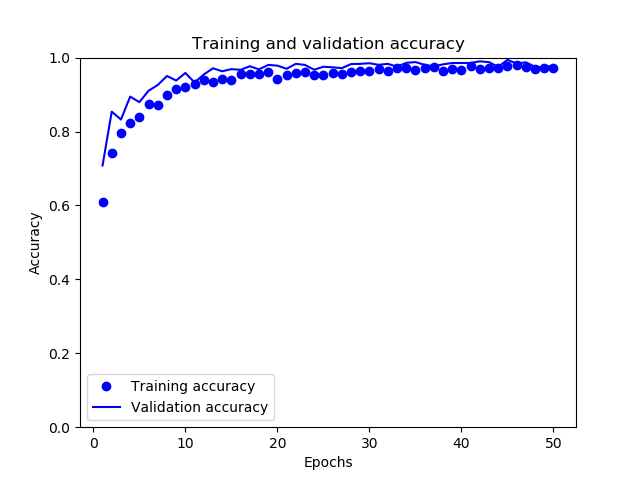 Training and validation accuracy
1.0
0.8
0.6
0.4
0.2
0.0
Accuracy
Training accuracy
Validation accuracy
0 10 20 30 40 50
Epochs